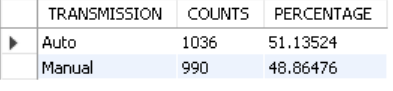 TRANSMISSION COUNTS PERCENTAGE
Auto 1036 51.13524
Manual 990 48.86476